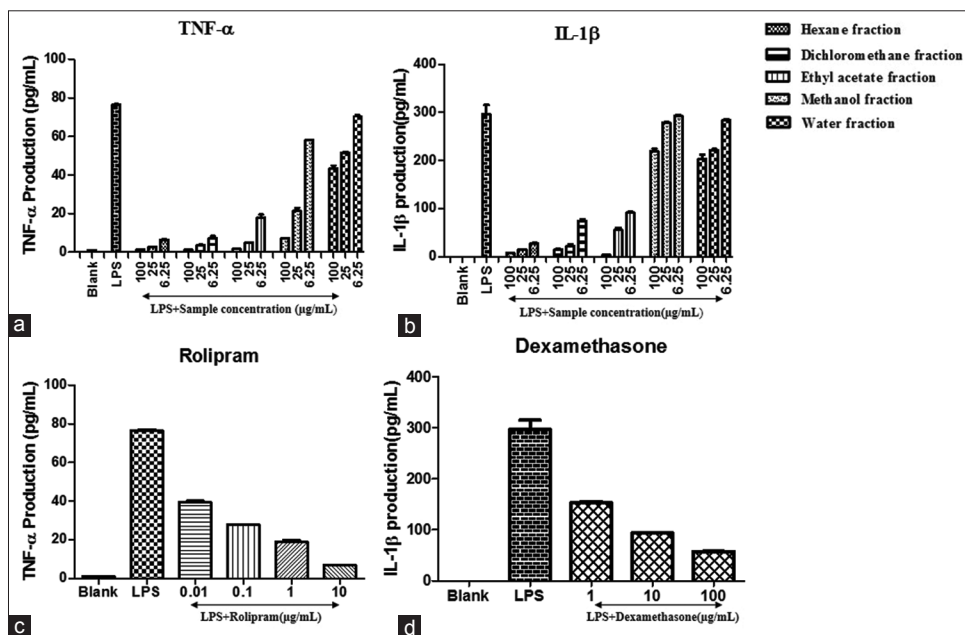 TNF-α
TNF-α Production (pg/mL)
100
80
60
40
20
0
Blank
LPS
100
25
6.25
100
25
6.25
100
25
6.25
100
25
6.25
100
25
6.25
LPS+Sample concentration (µg/mL)
a
IL-1β
IL-1β production(pg/mL)
400
300
200
100
0
Blank
LPS
100
25
6.25
100
25
6.25
100
25
6.25
100
25
6.25
100
25
6.25
LPS+Sample concentration(µg/mL)
b
Hexane fraction
Dichloromethane fraction
Ethyl acetate fraction
Methanol fraction
Water fraction
Rolipram
TNF-α Production (pg/mL)
100
80
60
40
20
0
Blank LPS 0.01 0.1 1 10
LPS+Rolipram(µg/mL)
c
Dexamethasone
IL-1β production(pg/mL)
400
300
200
100
0
Blank LPS 1 10 100
LPS+Dexamethasone(µg/mL)
d